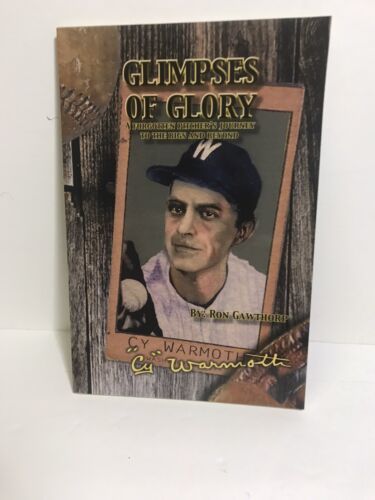 GLIMPSES
OF GLORY
A FORGOTTEN PITCHER'S JOURNEY
TO THE BIGS AND BEYOND
W
BY: RON GAWTHORP
CY WARMOTH
"Cy" Warmoth